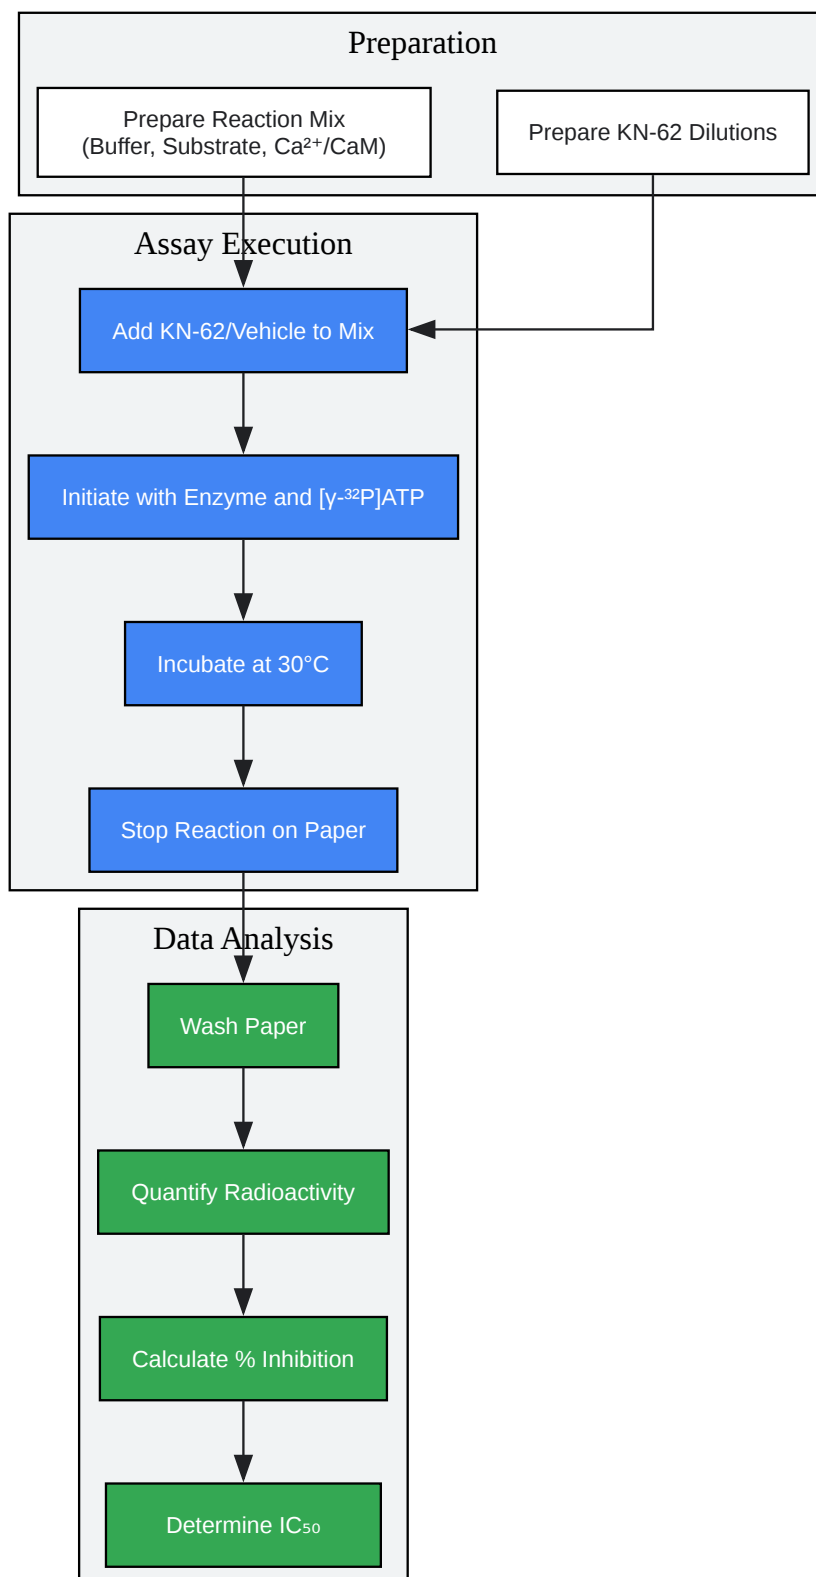 Preparation
Prepare Reaction Mix
(Buffer, Substrate, Ca²⁺/CaM)
Prepare KN-62 Dilutions
Assay Execution
Add KN-62/Vehicle to Mix
Initiate with Enzyme and [γ-³²P]ATP
Incubate at 30°C
Stop Reaction on Paper
Data Analysis
Wash Paper
Quantify Radioactivity
Calculate % Inhibition
Determine IC₅₀